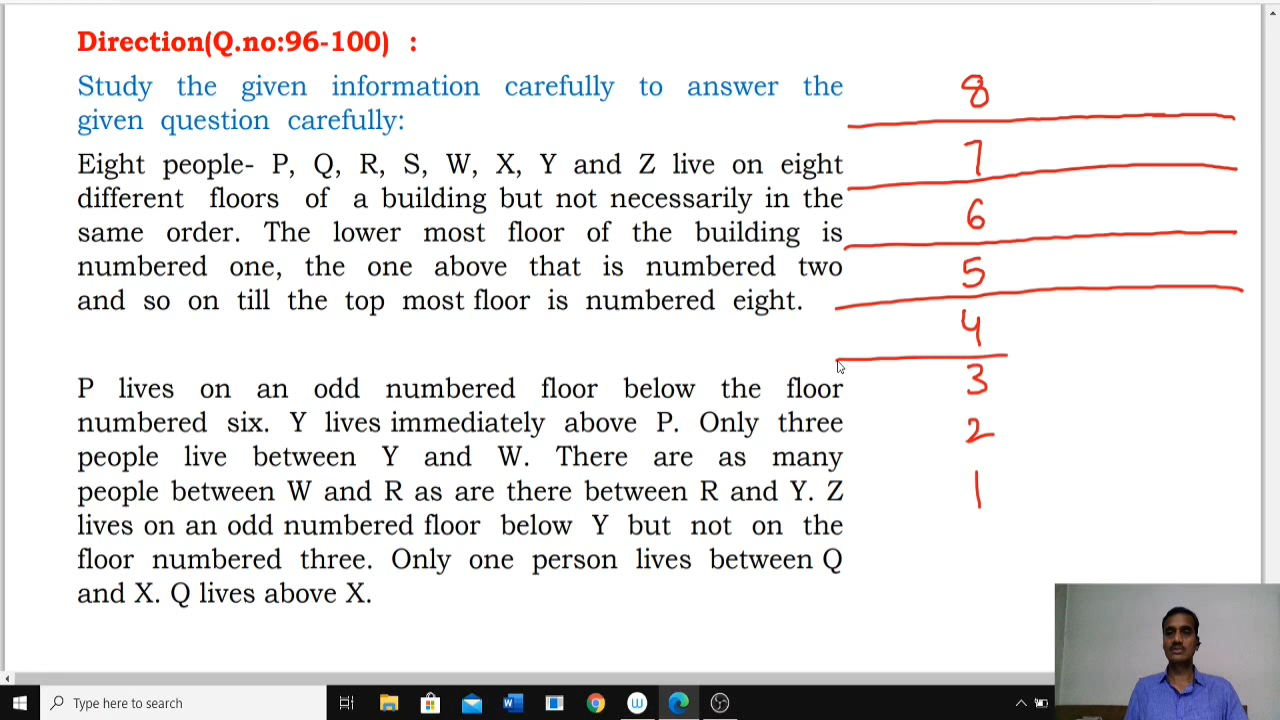 Direction(Q.no:96-100) :
Study the given information carefully to answer the
given question carefully:
Eight people- P, Q, R, S, W, X, Y and Z live on eight
different floors of a building but not necessarily in the
same order. The lower most floor of the building is
numbered one, the one above that is numbered two
and so on till the top most floor is numbered eight.
P lives on an odd numbered floor below the floor
numbered six. Y lives immediately above P. Only three
people live between Y and W. There are as many
people between W and R as are there between R and Y. Z
lives on an odd numbered floor below Y but not on the
floor numbered three. Only one person lives between Q
and X. Q lives above X.
8
7
6
5
4
3
2
1
Type here to search